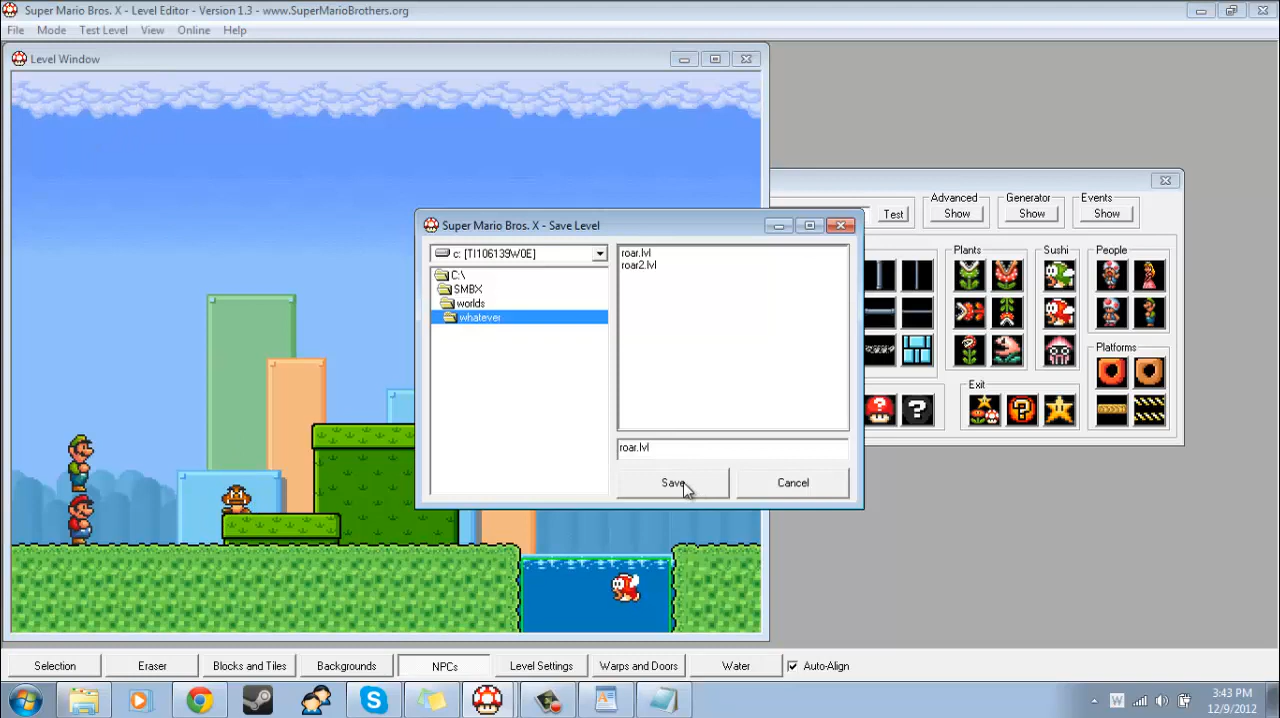 Super Mario Bros. X - Level Editor - Version 1.3 - www.SuperMarioBrothers.org
File Mode Test Level View Online Help
Level Window
Advanced Generator Events
Test Show Show Show
Super Mario Bros. X - Save Level
c: [TI106139W0E]
C:\
SMBX
worlds
whatever
roar.lvl
roar2.lvl
roar.lvl
Save Cancel
Plants Sushi People
Platforms
Exit
Selection Eraser Blocks and Tiles Backgrounds NPCs Level Settings Warps and Doors Water Auto-Align
3:43 PM
12/9/2012